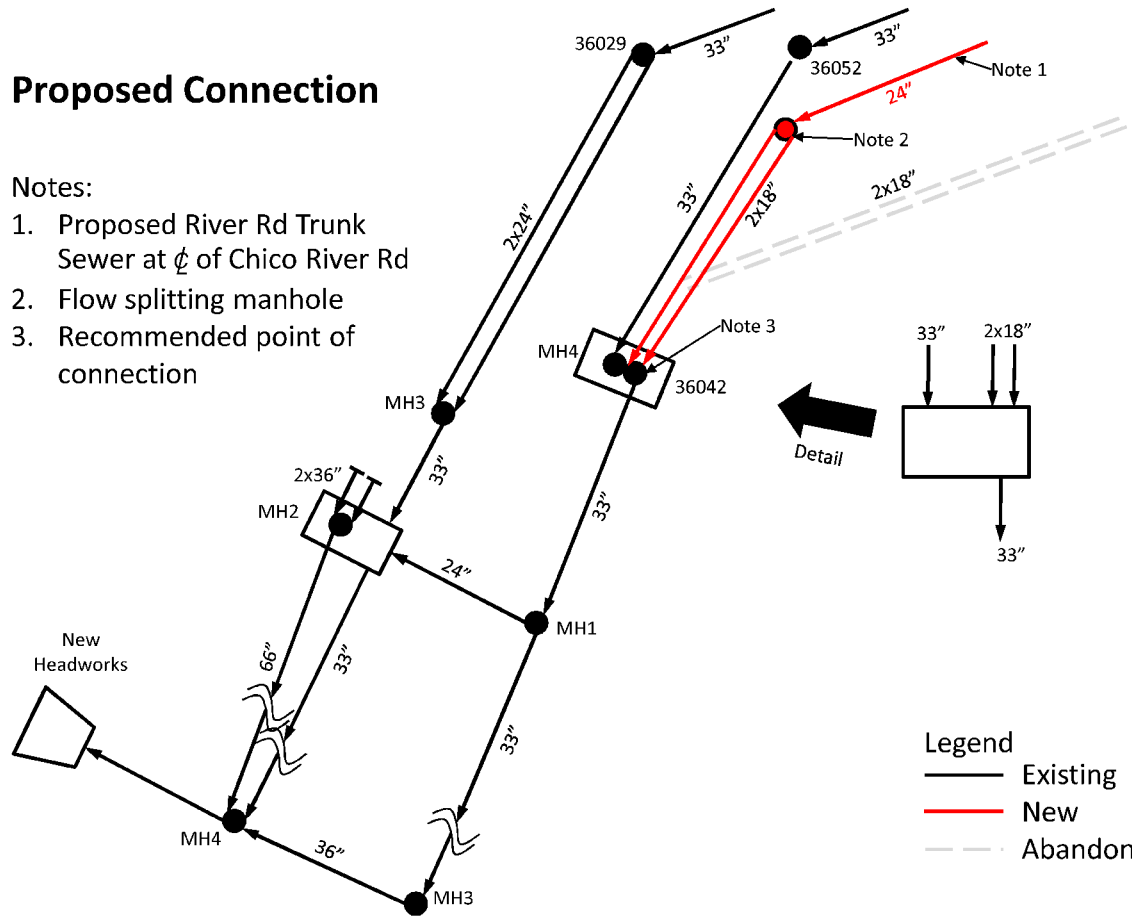 Proposed Connection
Notes:
1. Proposed River Rd Trunk
Sewer at ℄ of Chico River Rd
2. Flow splitting manhole
3. Recommended point of
connection
36029
33”
33”
36052
Note 1
24”
Note 2
2x18”
33”
2x24”
2x18”
Note 3
MH4
36042
33”
2x18”
Detail
33”
MH3
33”
2x36”
MH2
33”
24”
MH1
New
Headworks
66”
33”
33”
MH4
36”
MH3
Legend
Existing
New
Abandon